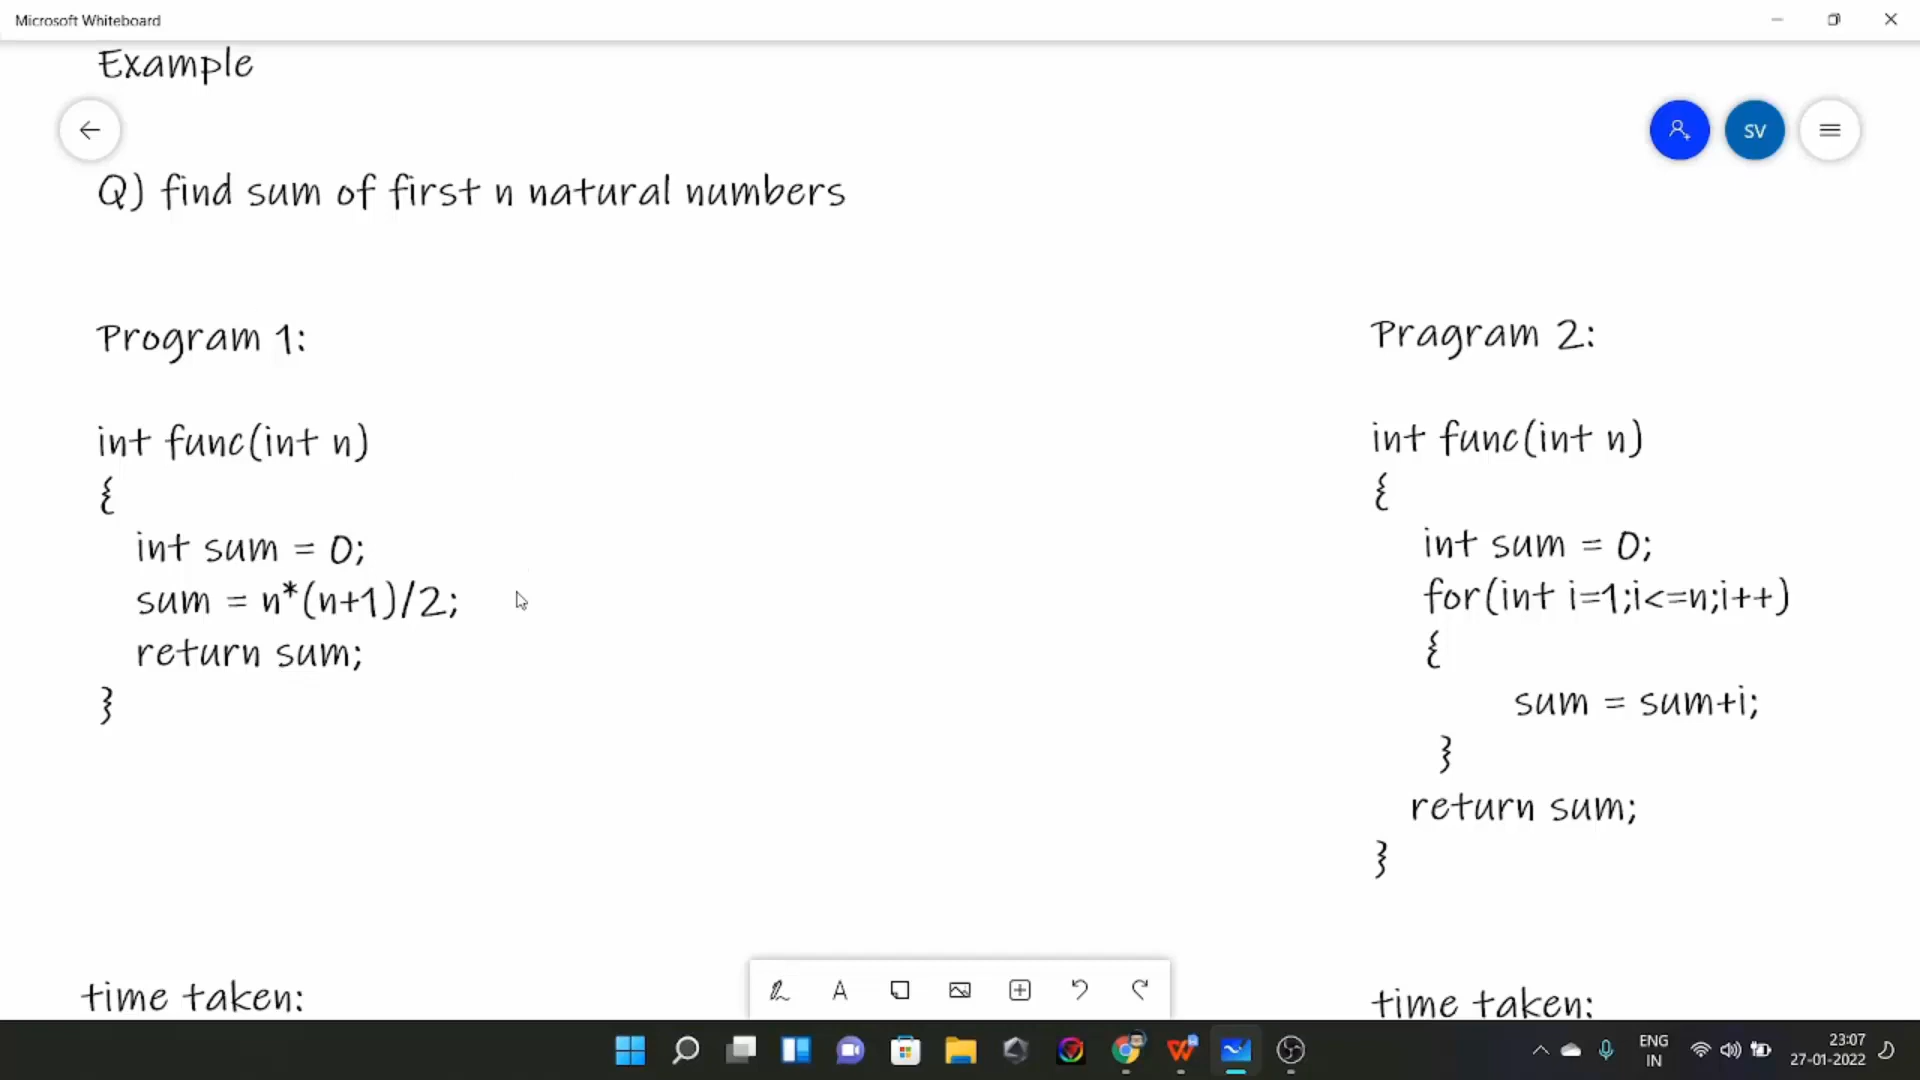 Microsoft Whiteboard
Example
SV
Q) find sum of first n natural numbers
Program 1:
int func(int n)
{
int sum = 0;
sum = n*(n+1)/2;
return sum;
}
time taken:
Pragram 2:
int func(int n)
{
int sum = 0;
for(int i=1;i<=n;i++)
{
sum = sum+i;
}
return sum;
}
time taken:
ENG
IN
23:07
27-01-2022